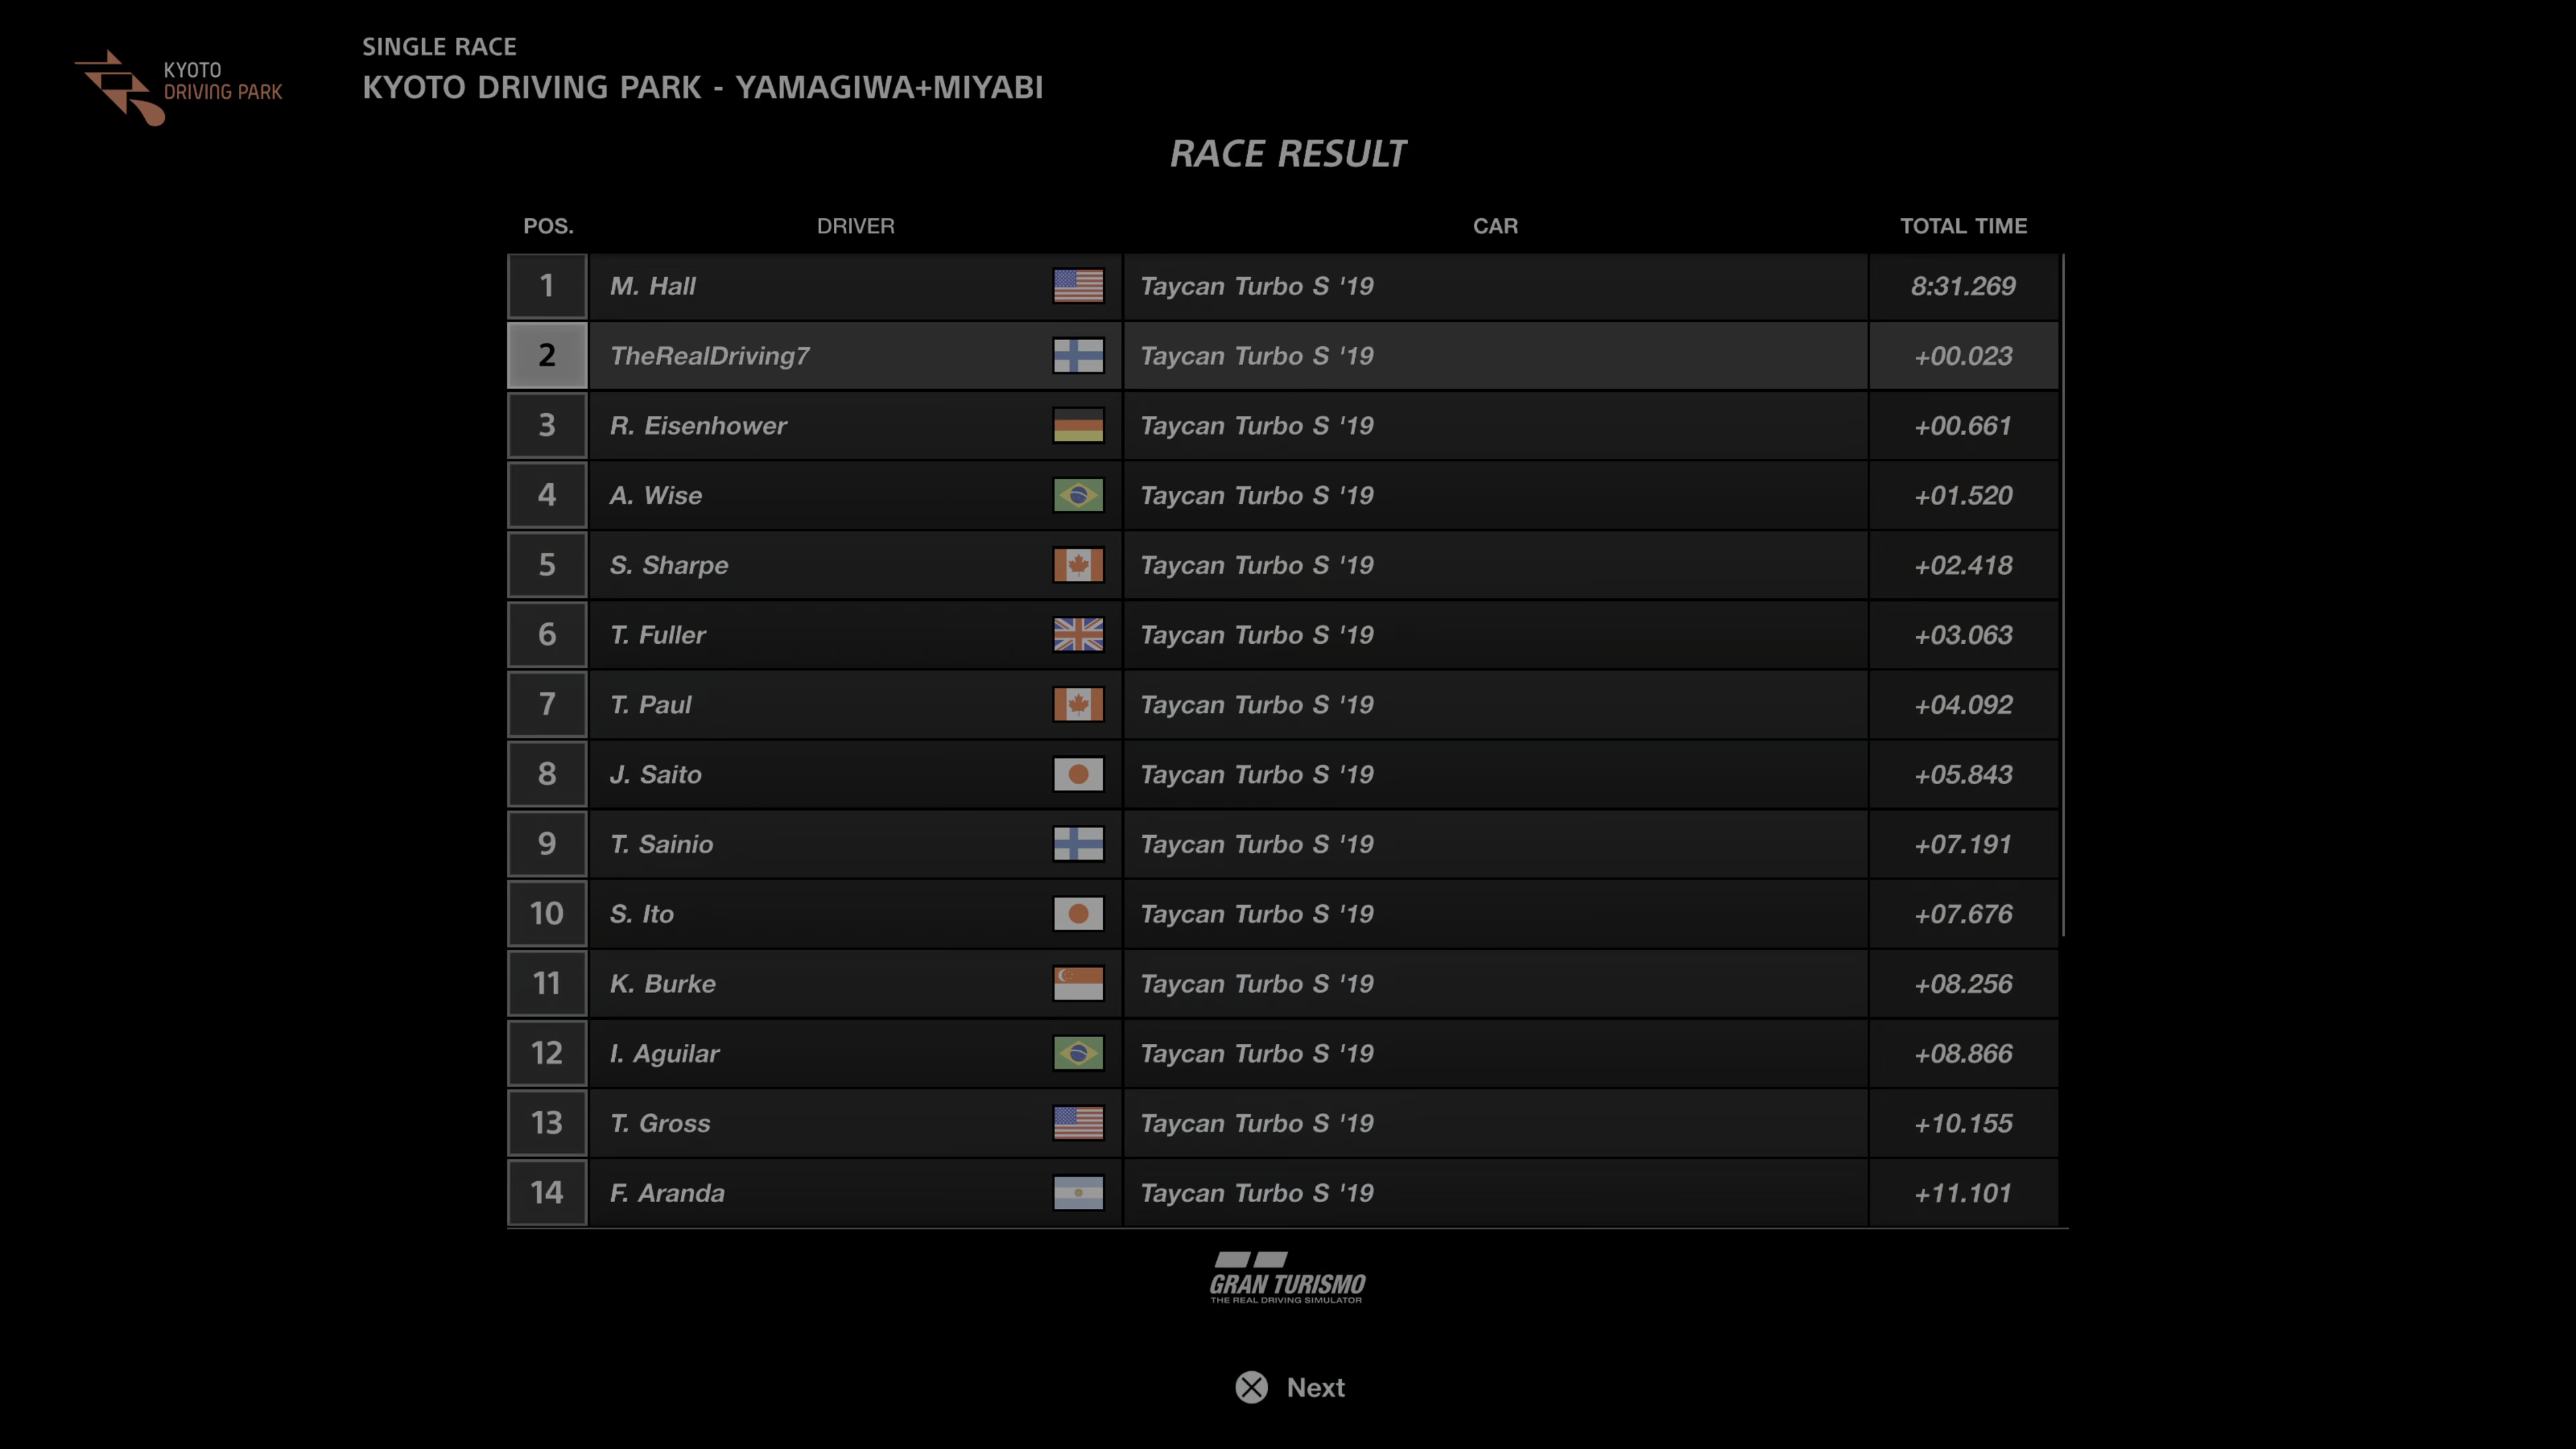 KYOTO
DRIVING PARK
SINGLE RACE
KYOTO DRIVING PARK - YAMAGIWA+MIYABI
RACE RESULT
POS. DRIVER CAR TOTAL TIME
1 M. Hall Taycan Turbo S '19 8:31.269
2 TheRealDriving7 Taycan Turbo S '19 +00.023
3 R. Eisenhower Taycan Turbo S '19 +00.661
4 A. Wise Taycan Turbo S '19 +01.520
5 S. Sharpe Taycan Turbo S '19 +02.418
6 T. Fuller Taycan Turbo S '19 +03.063
7 T. Paul Taycan Turbo S '19 +04.092
8 J. Saito Taycan Turbo S '19 +05.843
9 T. Sainio Taycan Turbo S '19 +07.191
10 S. Ito Taycan Turbo S '19 +07.676
11 K. Burke Taycan Turbo S '19 +08.256
12 I. Aguilar Taycan Turbo S '19 +08.866
13 T. Gross Taycan Turbo S '19 +10.155
14 F. Aranda Taycan Turbo S '19 +11.101
GRAN TURISMO
THE REAL DRIVING SIMULATOR
Next